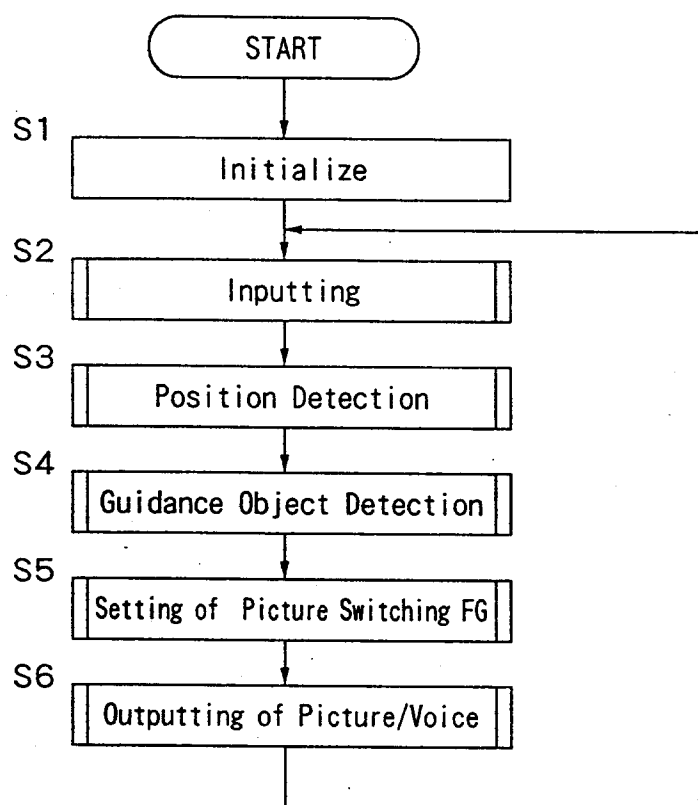 START
S1
Initialize
S2
Inputting
S3
Position Detection
S4
Guidance Object Detection
S5
Setting of Picture Switching FG
S6
Outputting of Picture/Voice